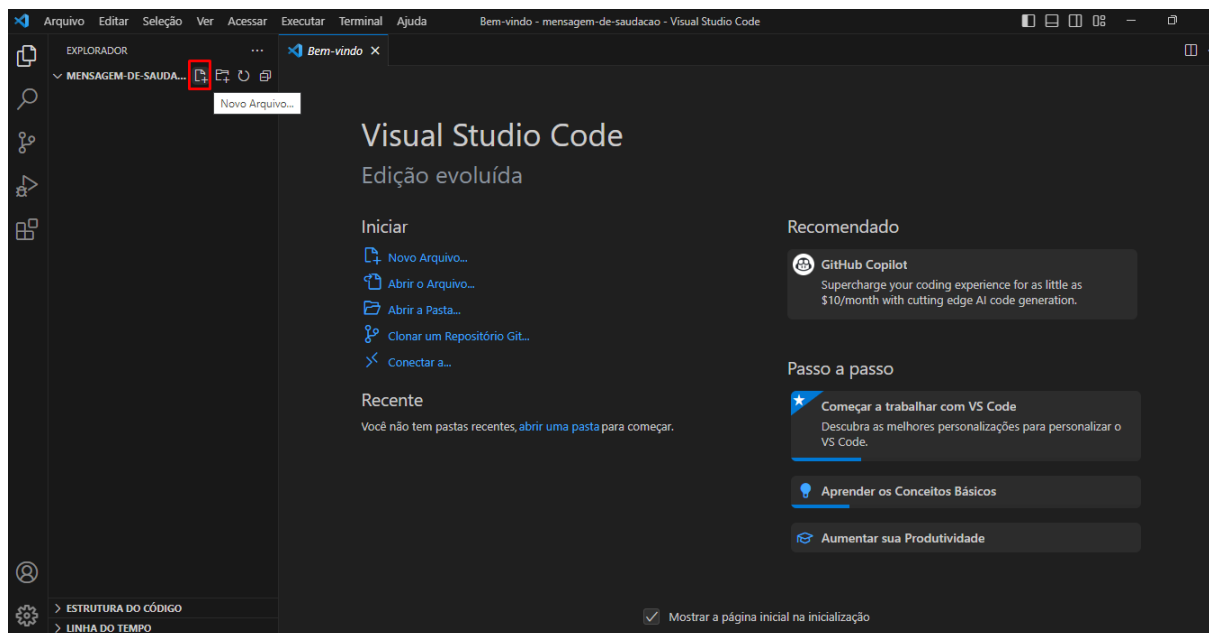 Arquivo Editar Seleção Ver Acessar Executar Terminal Ajuda Bem-vindo - mensagem-de-saudacao - Visual Studio Code
EXPLORADOR
Bem-vindo
MENSAGEM-DE-SAUDA...
Novo Arquivo...
Visual Studio Code
Edição evoluída
Iniciar
Novo Arquivo...
Abrir o Arquivo...
Abrir a Pasta...
Clonar um Repositório Git...
Conectar a...
Recente
Você não tem pastas recentes, abrir uma pasta para começar.
Recomendado
GitHub Copilot
Supercharge your coding experience for as little as
$10/month with cutting edge AI code generation.
Passo a passo
Começar a trabalhar com VS Code
Descubra as melhores personalizações para personalizar o
VS Code.
Aprender os Conceitos Básicos
Aumentar sua Produtividade
ESTRUTURA DO CÓDIGO
LINHA DO TEMPO
Mostrar a página inicial na inicialização